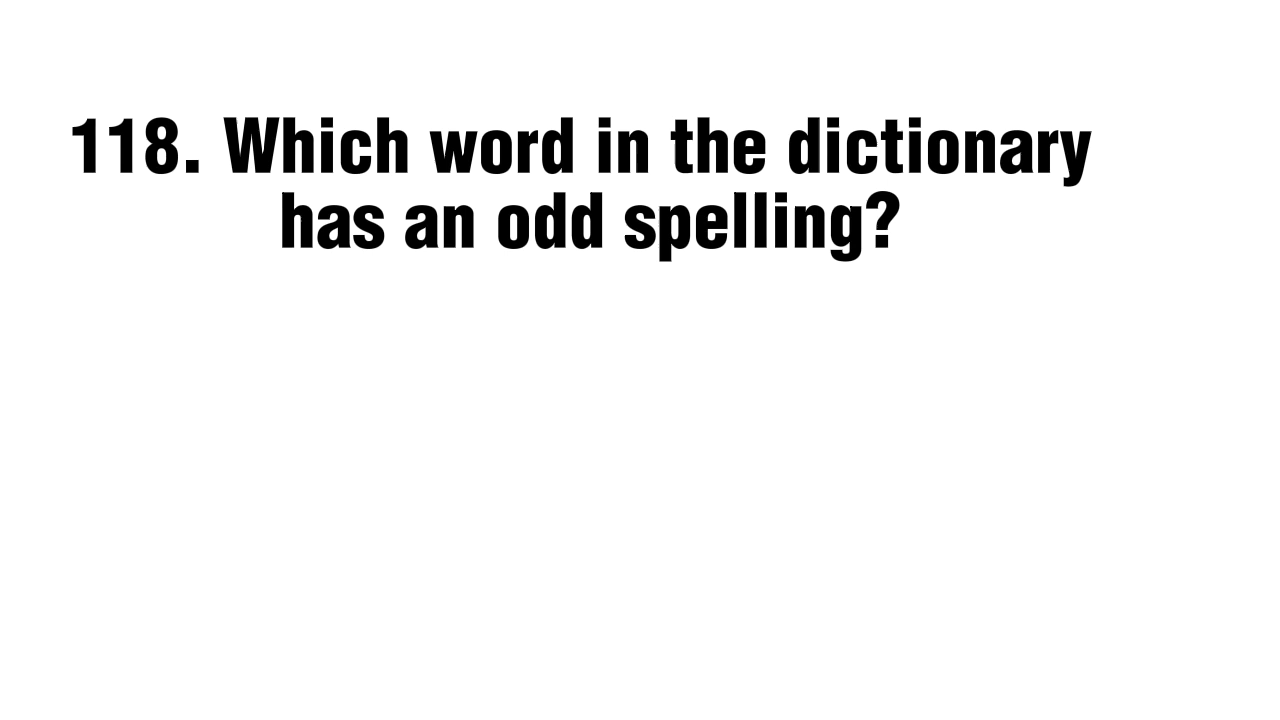 118. Which word in the dictionary
has an odd spelling?